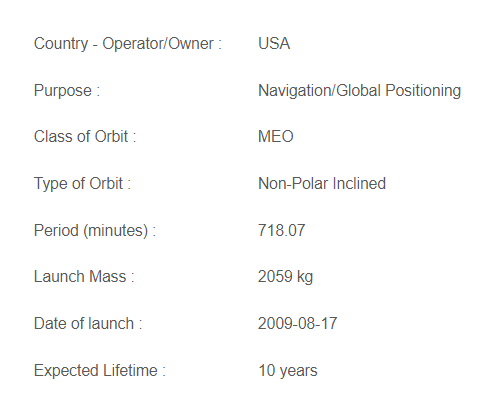 Country - Operator/Owner : USA
Purpose : Navigation/Global Positioning
Class of Orbit : MEO
Type of Orbit : Non-Polar Inclined
Period (minutes) : 718.07
Launch Mass : 2059 kg
Date of launch : 2009-08-17
Expected Lifetime : 10 years